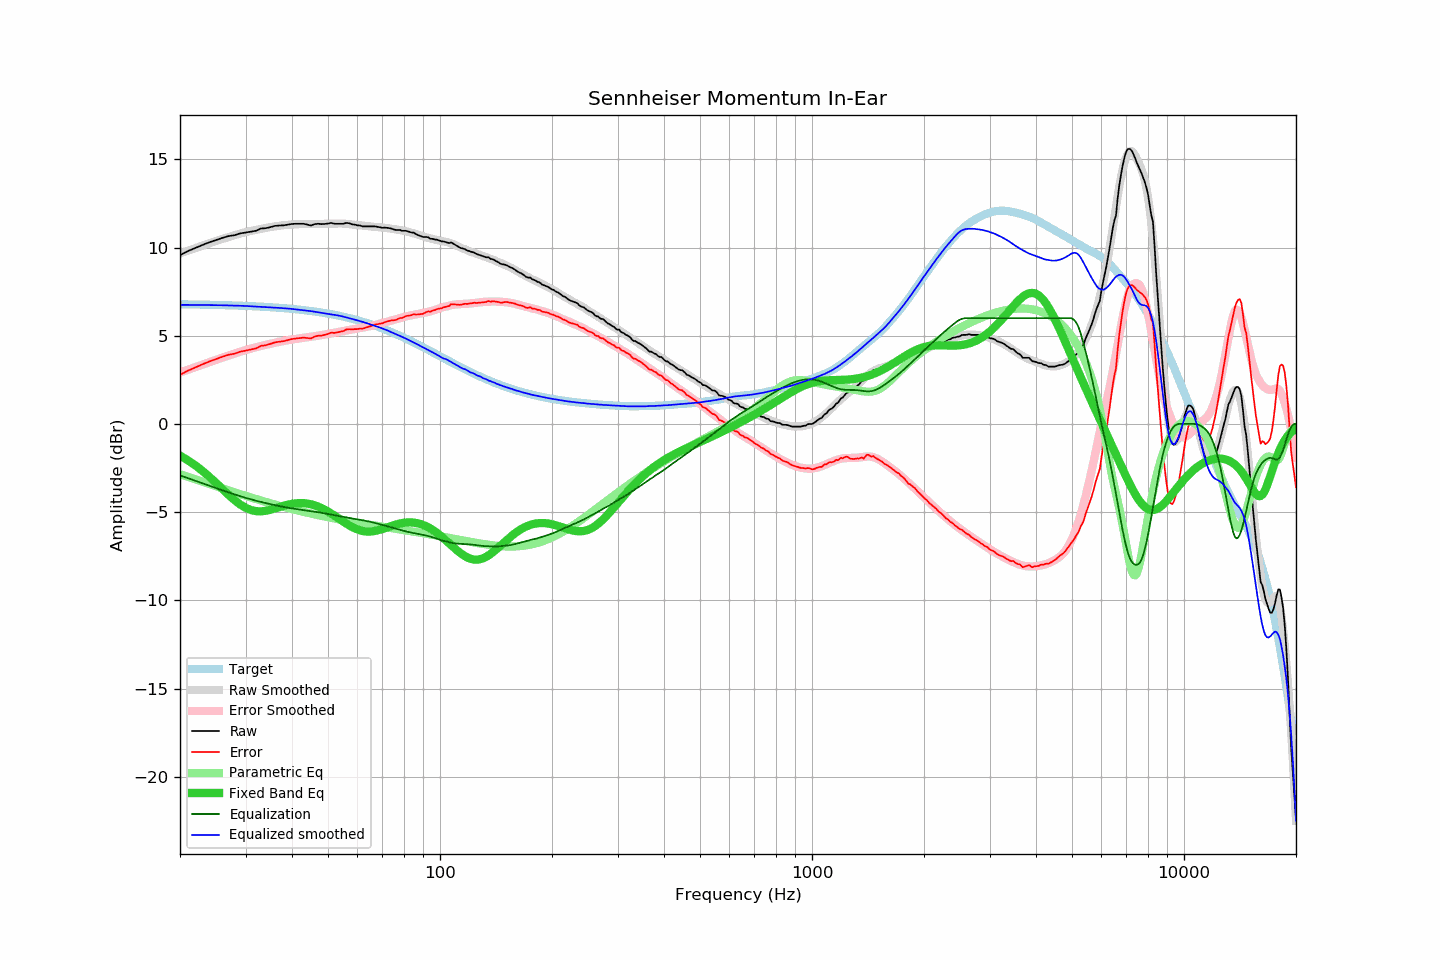 Sennheiser Momentum In-Ear
15
10
5
0
−5
−10
−15
−20
Amplitude (dBr)
100
1000
10000
Frequency (Hz)
Target
Raw Smoothed
Error Smoothed
Raw
Error
Parametric Eq
Fixed Band Eq
Equalization
Equalized smoothed